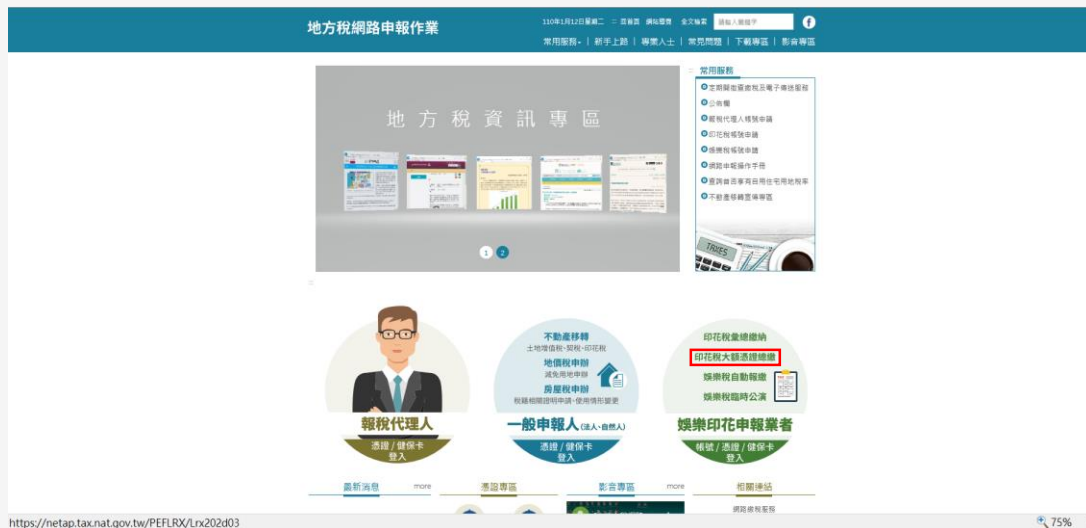 地方稅網路申報作業
110年1月12日星期二 :: 回首頁 網站導覽 全文檢索 請輸入關鍵字
常用服務 | 新手上路 | 專業人士 | 常見問題 | 下載專區 | 影音專區
地方稅資訊專區
1 2
常用服務
定期開徵查繳稅及電子傳送服務
公佈欄
報稅代理人帳號申請
印花稅帳號申請
娛樂稅帳號申請
網路申報操作手冊
查詢曾否享有自用住宅用地稅率
不動產移轉宣傳專區
TAXES
報稅代理人
憑證 / 健保卡
登入
不動產移轉
土地增值稅、契稅、印花稅
地價稅申辦
減免用地申辦
房屋稅申辦
稅籍相關證明申請、使用情形變更
一般申報人(法人、自然人)
憑證 / 健保卡
登入
印花稅彙總繳納
印花稅大額憑證總繳
娛樂稅自動報繳
娛樂稅臨時公演
娛樂印花申報業者
帳號 / 憑證 / 健保卡
登入
最新消息 more
憑證專區
影音專區 more
相關連結
網路繳稅服務
https://netap.tax.nat.gov.tw/PEFLRX/Lrx202d03
75%